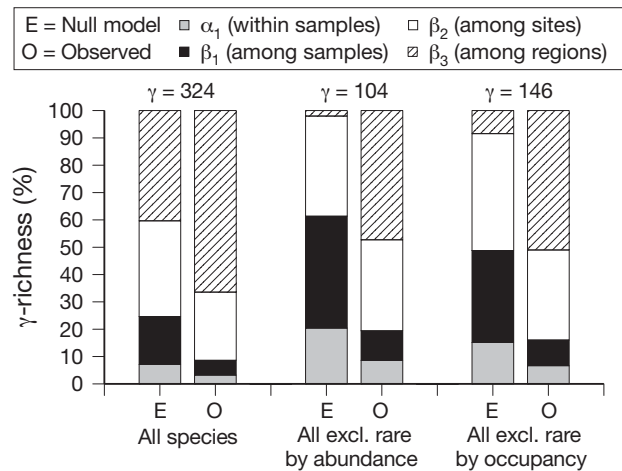 E = Null model α1 (within samples) β2 (among sites)
O = Observed β1 (among samples) β3 (among regions)
γ = 324 γ = 104 γ = 146
100
90
80
70
60
50
40
30
20
10
0
γ-richness (%)
E O E O E O
All species All excl. rare All excl. rare
by abundance by occupancy